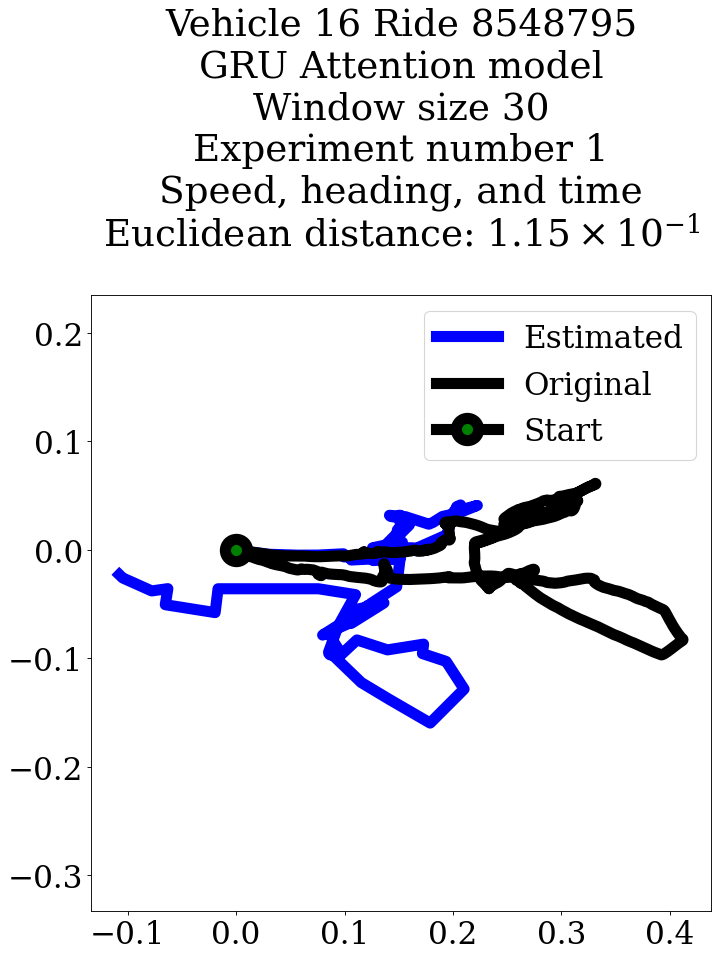 Vehicle 16 Ride 8548795
GRU Attention model
Window size 30
Experiment number 1
Speed, heading, and time
Euclidean distance: 1.15 × 10⁻¹
Estimated
Original
Start
0.2
0.1
0.0
−0.1
−0.2
−0.3
−0.1 0.0 0.1 0.2 0.3 0.4